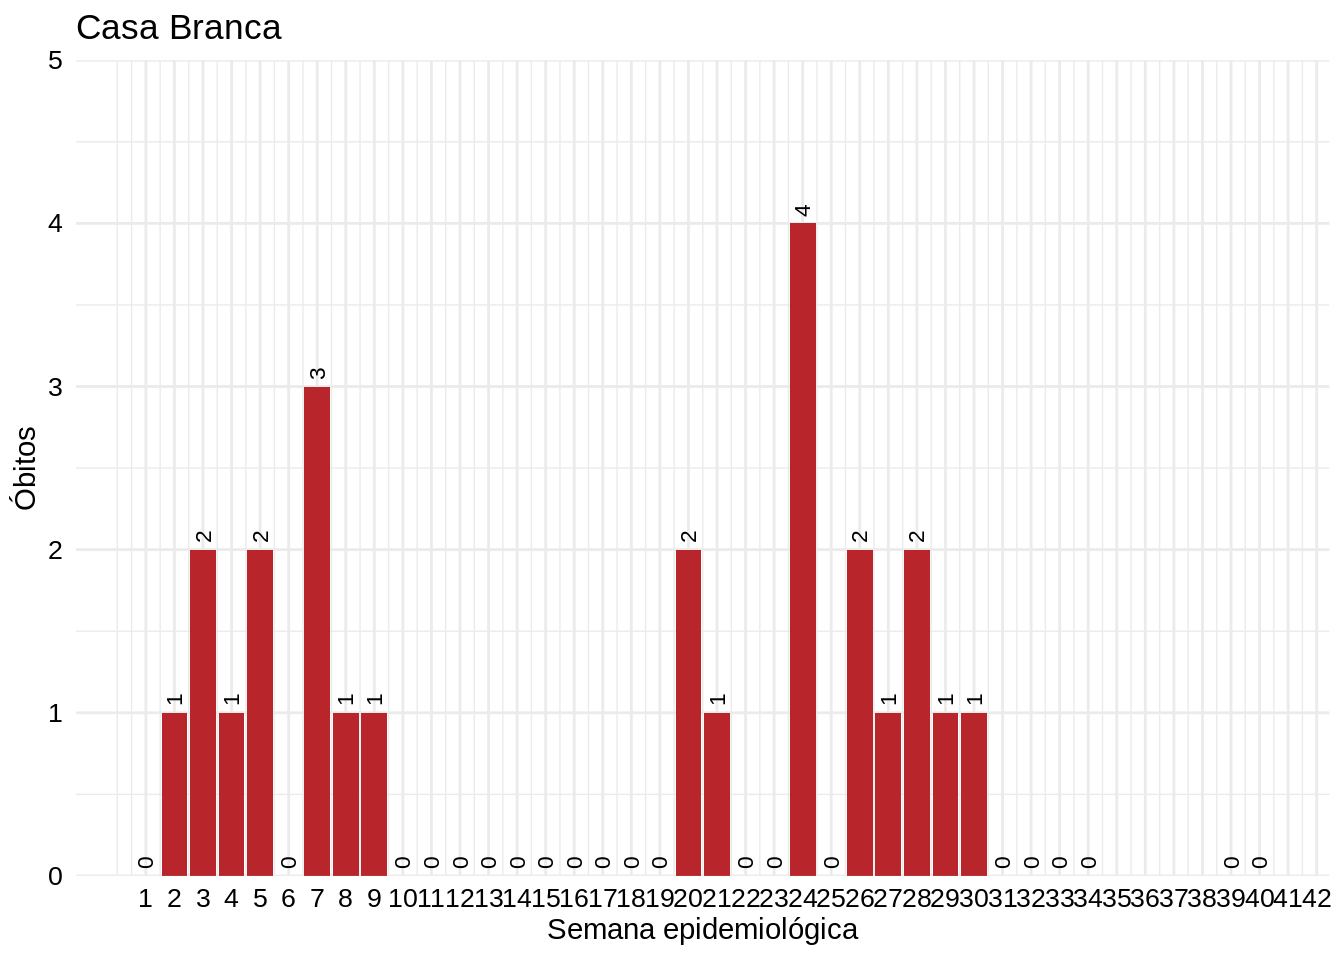 Casa Branca
5
4
3
2
1
0
Óbitos
0 1 2 1 2 0 3 1 1 0 0 0 0 0 0 0 0 0 0 2 1 0 0 4 0 2 1 2 1 1 0 0 0 0 0 0
1 2 3 4 5 6 7 8 9 10 11 12 13 14 15 16 17 18 19 20 21 22 23 24 25 26 27 28 29 30 31 32 33 34 35 36 37 38 39 40 41 42
Semana epidemiológica